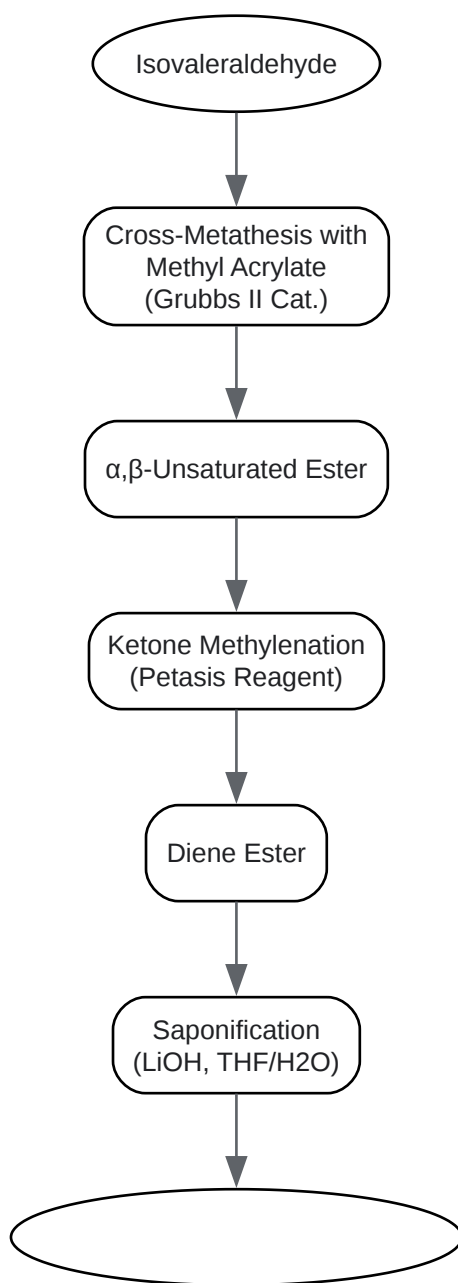 Isovaleraldehyde
Cross-Metathesis with
Methyl Acrylate
(Grubbs II Cat.)
α,β-Unsaturated Ester
Ketone Methylenation
(Petasis Reagent)
Diene Ester
Saponification
(LiOH, THF/H2O)